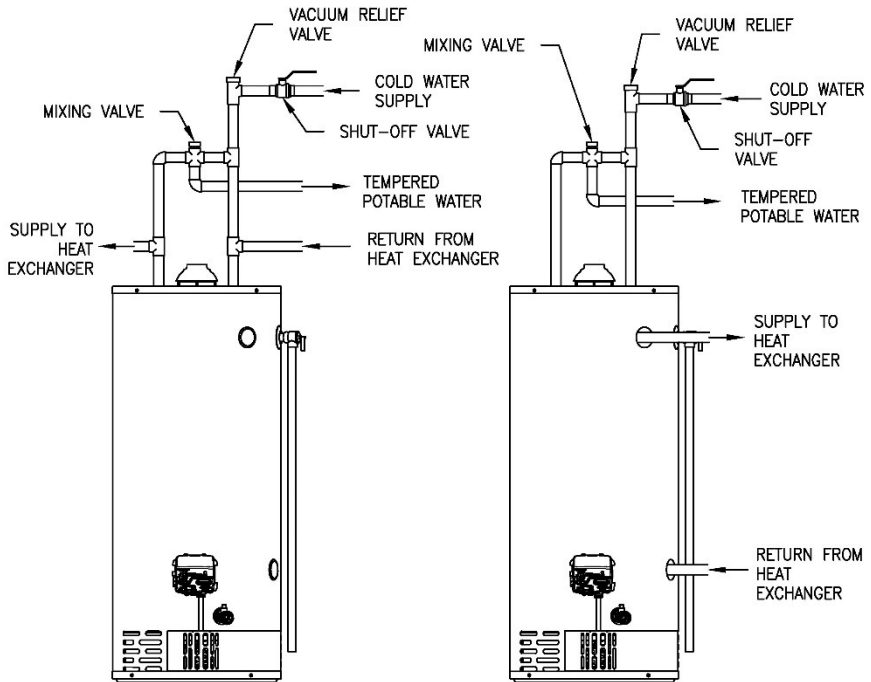 VACUUM RELIEF
VALVE
MIXING VALVE
COLD WATER
SUPPLY
SHUT-OFF VALVE
TEMPERED
POTABLE WATER
SUPPLY TO
HEAT
EXCHANGER
RETURN FROM
HEAT EXCHANGER
VACUUM RELIEF
VALVE
MIXING VALVE
COLD WATER
SUPPLY
SHUT-OFF
VALVE
TEMPERED
POTABLE WATER
SUPPLY TO
HEAT
EXCHANGER
RETURN FROM
HEAT
EXCHANGER